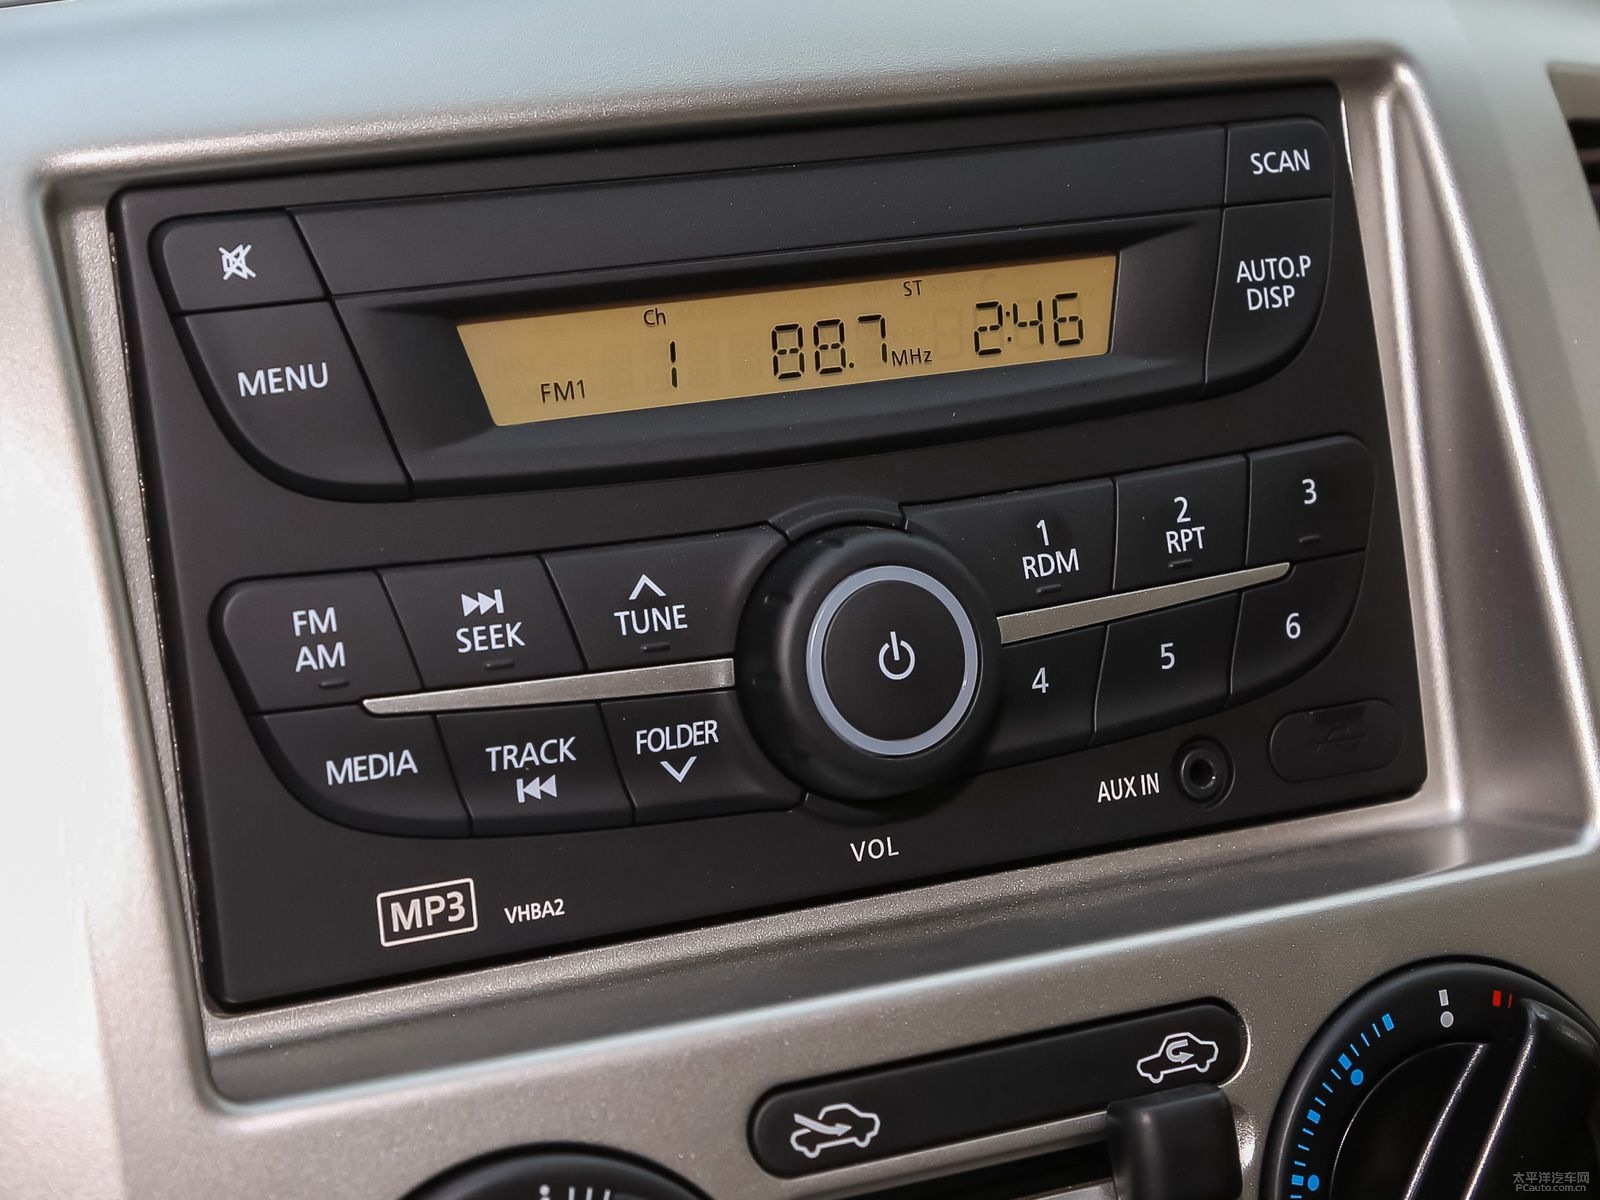 SCAN
AUTO.P
DISP
MENU
Ch
ST
FM1
1
88.7 MHz
2:46
FM
AM
SEEK
TUNE
1
RDM
2
RPT
3
MEDIA
TRACK
FOLDER
4
5
6
VOL
AUX IN
MP3
VHBA2
太平洋汽车网
PCauto.com.cn